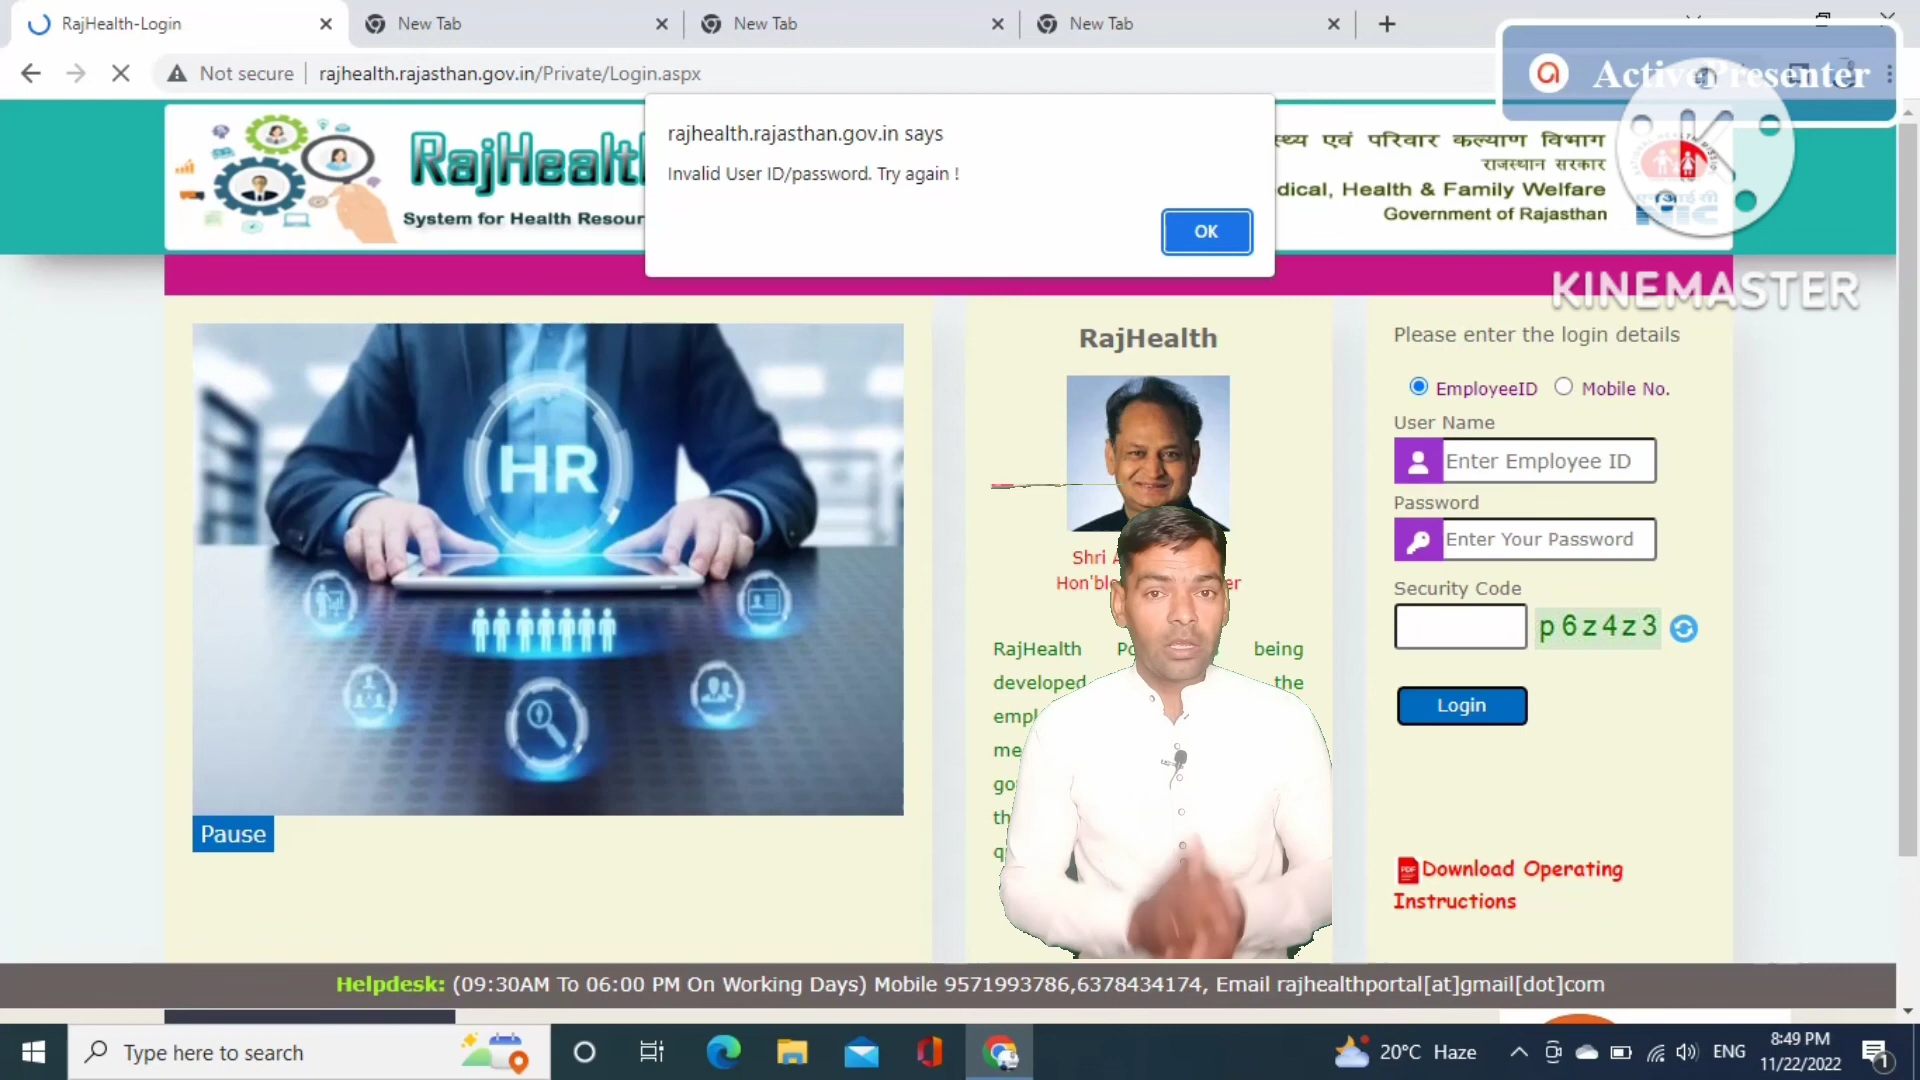 RajHealth-Login
New Tab
New Tab
New Tab
Not secure
rajhealth.rajasthan.gov.in/Private/Login.aspx
ActivePresenter
rajhealth.rajasthan.gov.in says
Invalid User ID/password. Try again !
OK
RajHealth
System for Health Resour
स्थ्य एवं परिवार कल्याण विभाग
राजस्थान सरकार
dical, Health & Family Welfare
Government of Rajasthan
KINEMASTER
HR
Pause
RajHealth
Shri
Hon'bl
er
RajHealth
being
developed
the
Please enter the login details
EmployeeID
Mobile No.
User Name
Enter Employee ID
Password
Enter Your Password
Security Code
p6z4z3
Login
Download Operating
Instructions
Helpdesk: (09:30AM To 06:00 PM On Working Days) Mobile 9571993786,6378434174, Email rajhealthportal[at]gmail[dot]com
Type here to search
20°C Haze
ENG
8:49 PM
11/22/2022
1